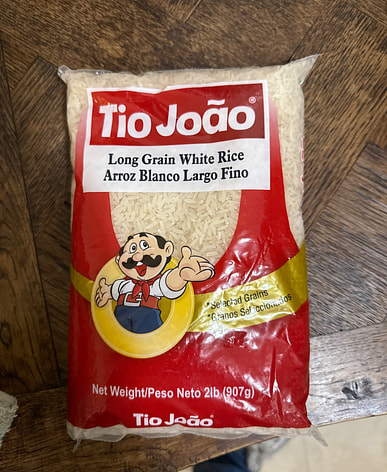 Tio João®
Long Grain White Rice
Arroz Blanco Largo Fino
*Selected Grains
*Granos Seleccionados
Net Weight/Peso Neto 2lb (907g)
Tio João